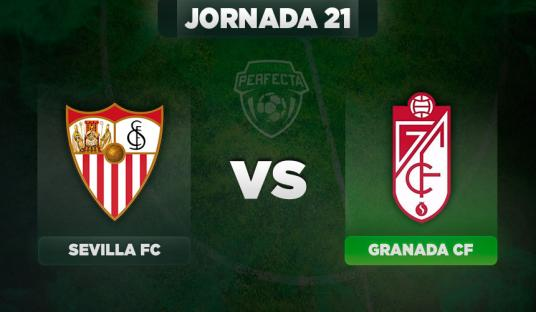 JORNADA 21
PERFECTA
VS
SEVILLA FC
GRANADA CF